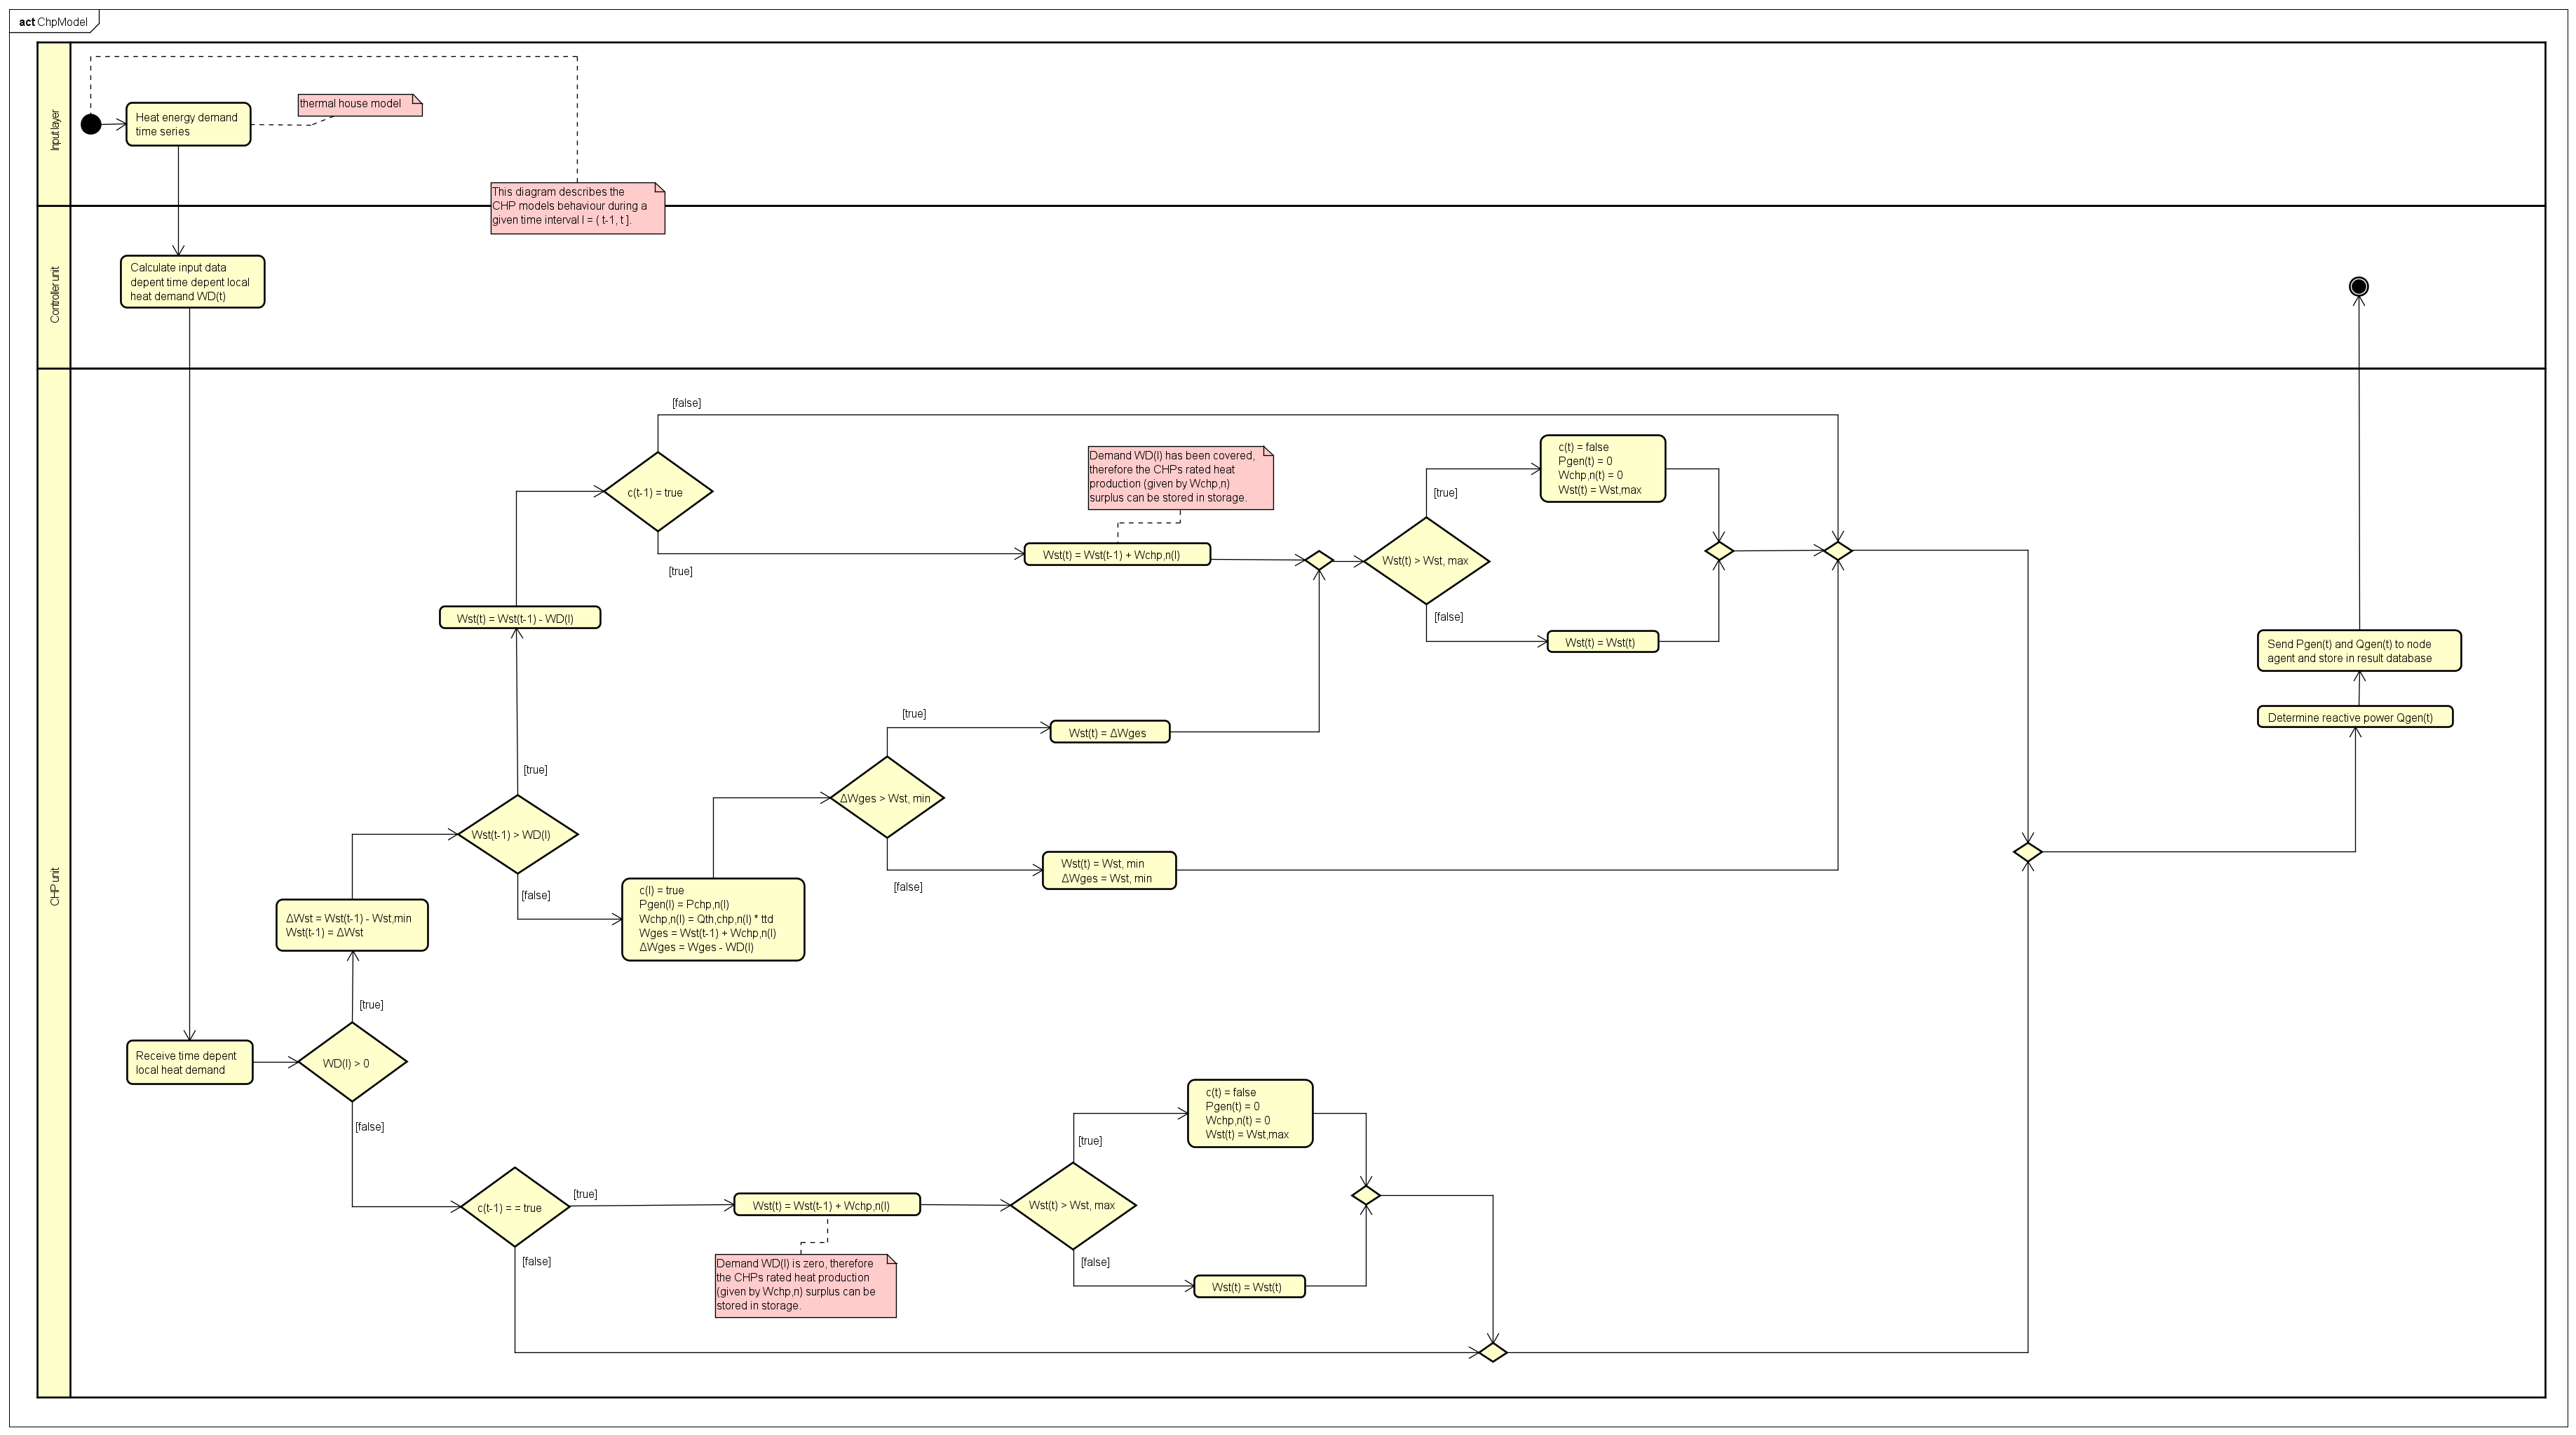 act ChpModel
Input layer
thermal house model
Heat energy demand
time series
This diagram describes the
CHP models behaviour during a
given time interval I = ( t-1, t ].
Controller unit
Calculate input data
depent time depent local
heat demand WD(t)
CHP unit
[false]
c(t-1) = true
[true]
Demand WD(I) has been covered,
therefore the CHPs rated heat
production (given by Wchp,n)
surplus can be stored in storage.
Wst(t) = Wst(t-1) + Wchp,n(I)
Wst(t) > Wst, max
[true]
c(t) = false
Pgen(t) = 0
Wchp,n(t) = 0
Wst(t) = Wst,max
[false]
Wst(t) = Wst(t)
Wst(t) = Wst(t-1) - WD(I)
[true]
Wst(t-1) > WD(I)
[false]
[true]
Wst(t) = ΔWges
ΔWges > Wst, min
[false]
Wst(t) = Wst, min
ΔWges = Wst, min
c(I) = true
Pgen(I) = Pchp,n(I)
Wchp,n(I) = Qth,chp,n(I) * ttd
Wges = Wst(t-1) + Wchp,n(I)
ΔWges = Wges - WD(I)
ΔWst = Wst(t-1) - Wst,min
Wst(t-1) = ΔWst
[true]
Receive time depent
local heat demand
WD(I) > 0
[false]
c(t-1) = = true
[true]
[false]
Wst(t) = Wst(t-1) + Wchp,n(I)
Demand WD(I) is zero, therefore
the CHPs rated heat production
(given by Wchp,n) surplus can be
stored in storage.
Wst(t) > Wst, max
[true]
c(t) = false
Pgen(t) = 0
Wchp,n(t) = 0
Wst(t) = Wst,max
[false]
Wst(t) = Wst(t)
Send Pgen(t) and Qgen(t) to node
agent and store in result database
Determine reactive power Qgen(t)